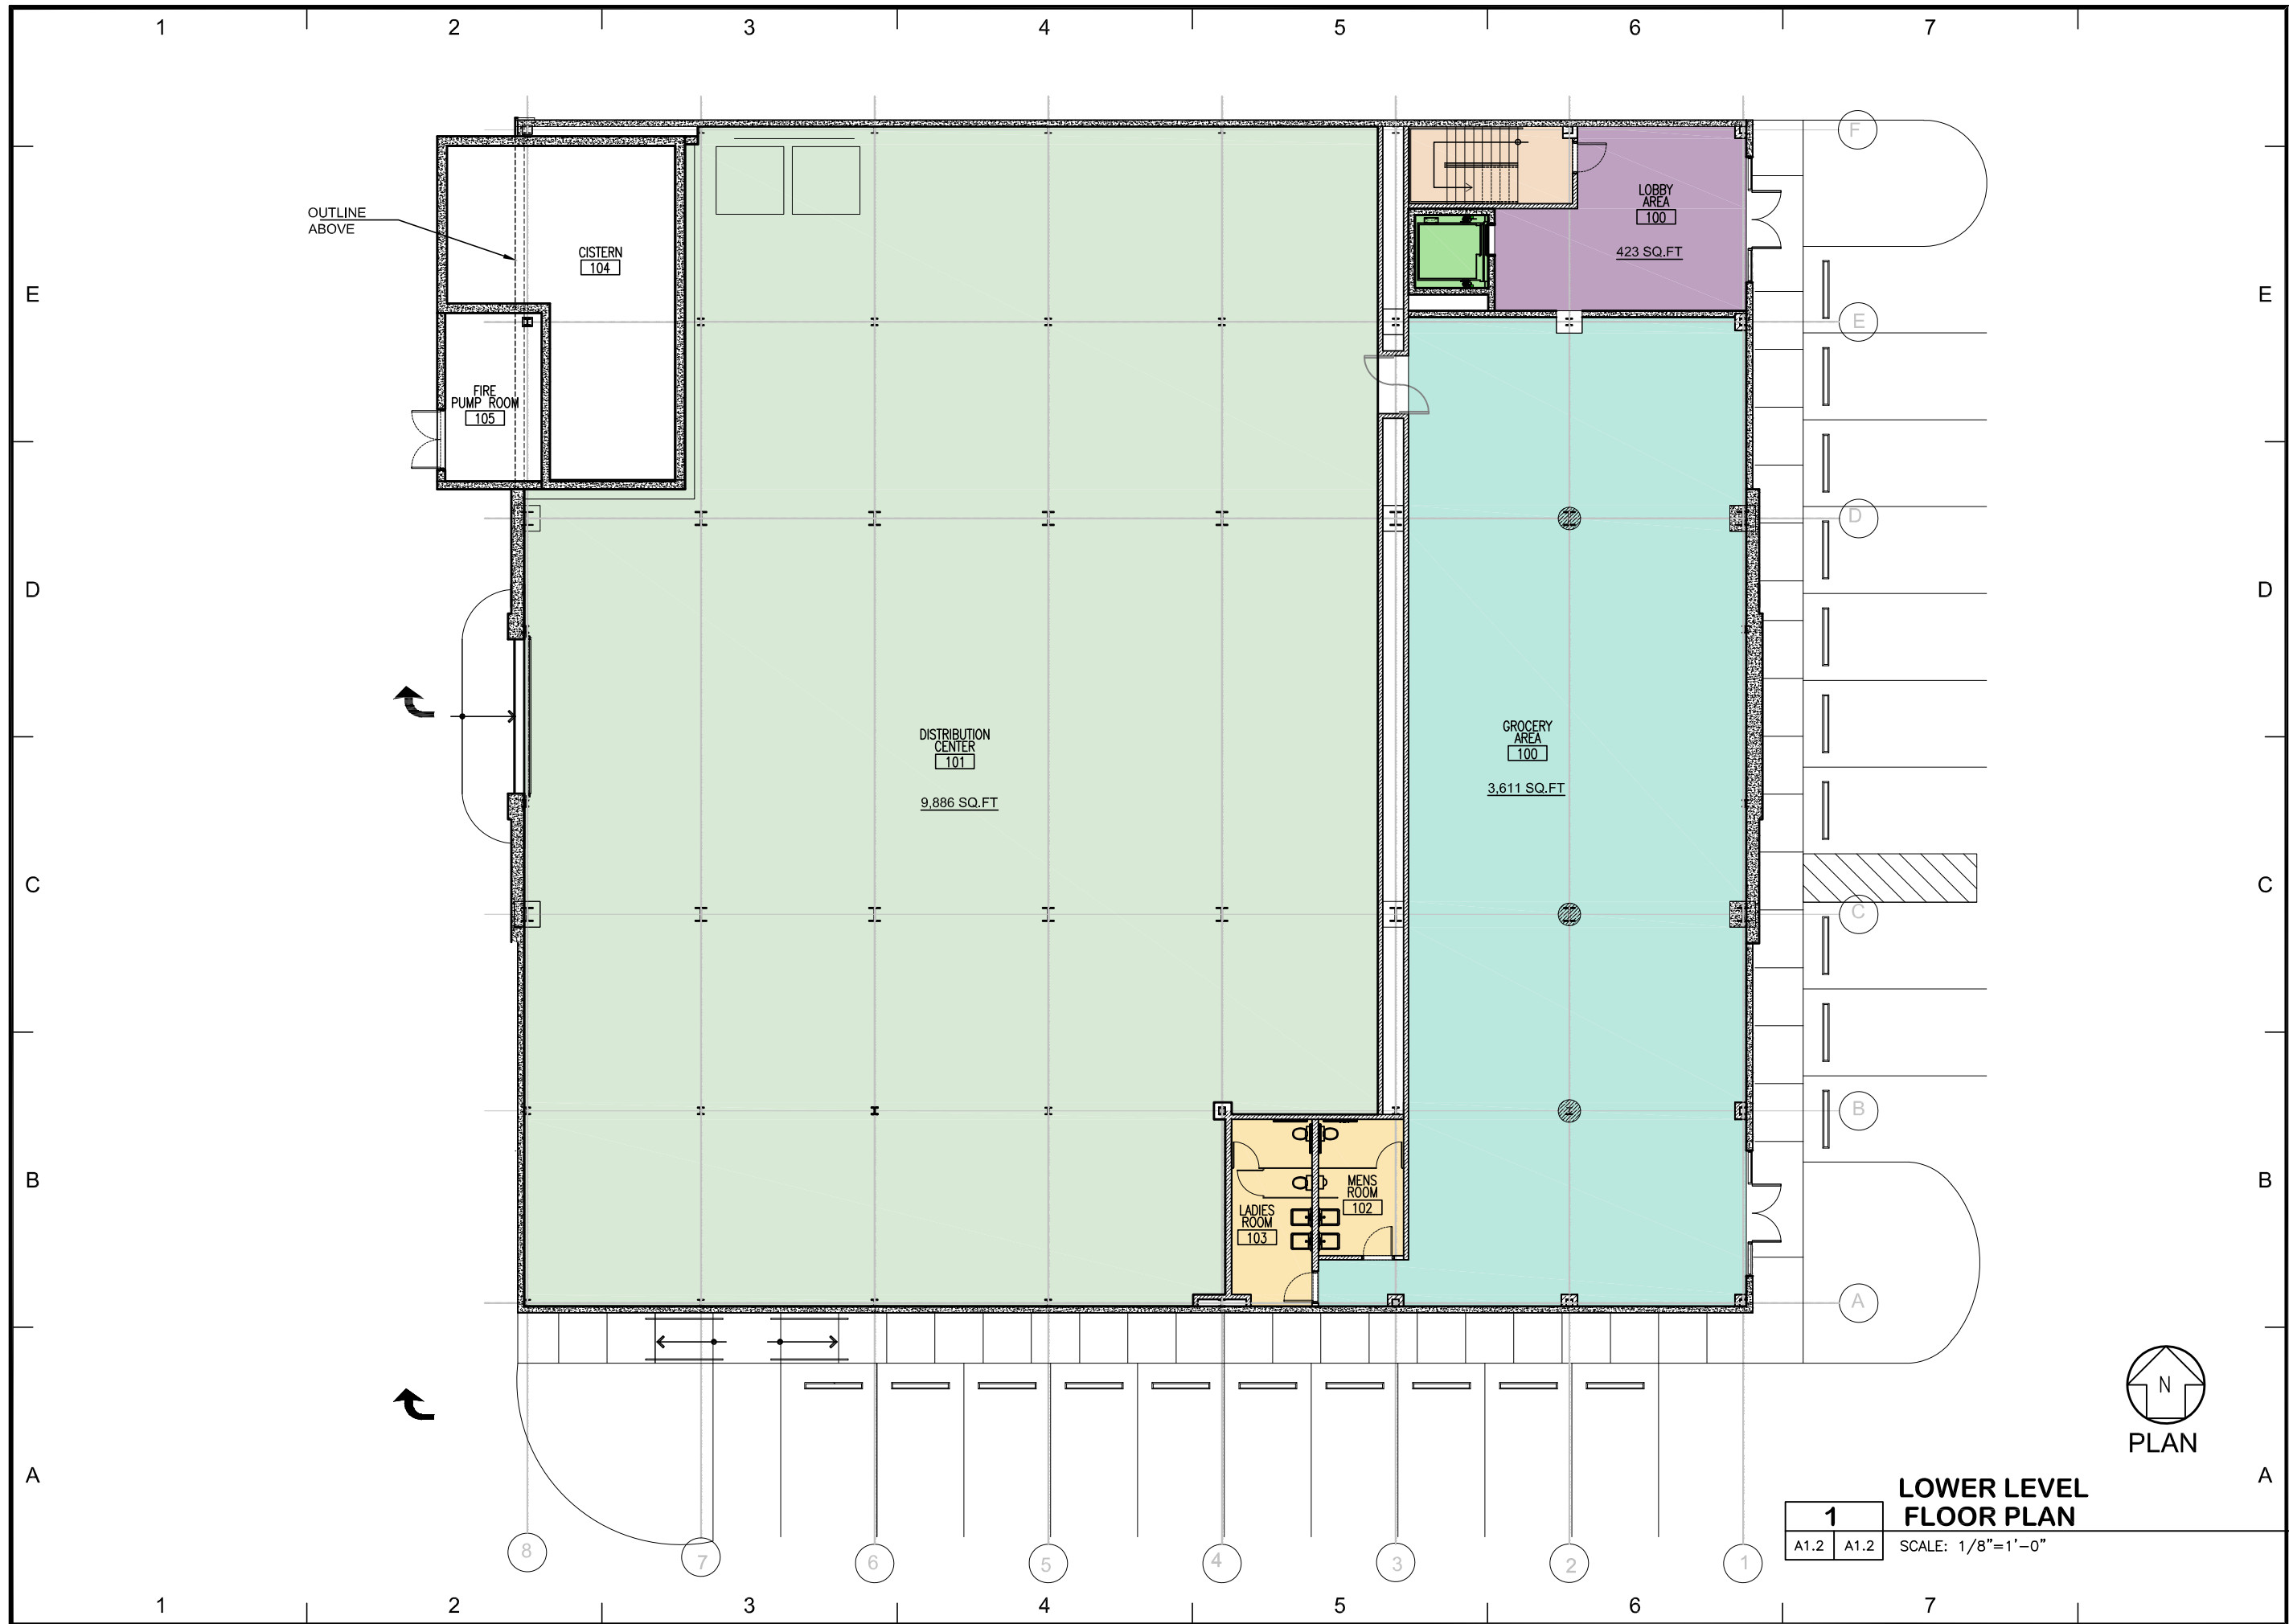 1 2 3 4 5 6 7
F
OUTLINE
ABOVE
CISTERN
104
LOBBY
AREA
100
423 SQ.FT
E E
E
FIRE
PUMP ROOM
105
D
D D
DISTRIBUTION
CENTER
101
9,886 SQ.FT
GROCERY
AREA
100
3,611 SQ.FT
C C
C
B
B B
MENS
ROOM
102
LADIES
ROOM
103
A
N
PLAN
A A
LOWER LEVEL
FLOOR PLAN
1
A1.2 A1.2
SCALE: 1/8"=1'-0"
8 7 6 5 4 3 2 1
1 2 3 4 5 6 7